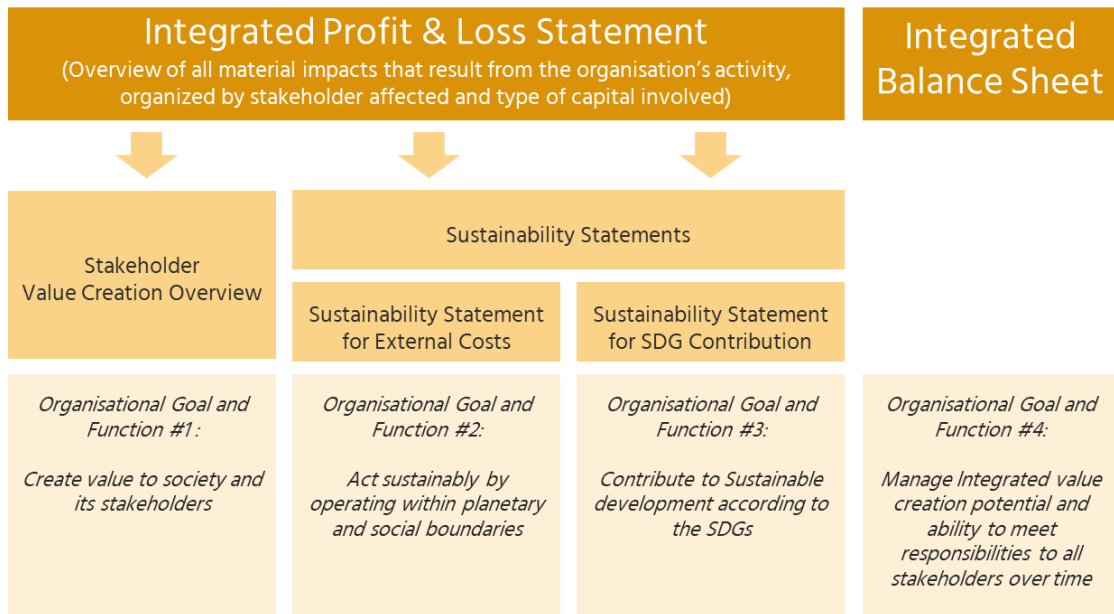 Integrated Profit & Loss Statement
(Overview of all material impacts that result from the organisation's activity,
organized by stakeholder affected and type of capital involved)
Integrated
Balance Sheet
Stakeholder
Value Creation Overview
Sustainability Statements
Sustainability Statement
for External Costs
Sustainability Statement
for SDG Contribution
Organisational Goal and
Function #1:
Create value to society and
its stakeholders
Organisational Goal and
Function #2:
Act sustainably by
operating within planetary
and social boundaries
Organisational Goal and
Function #3:
Contribute to Sustainable
development according to
the SDGs
Organisational Goal and
Function #4:
Manage Integrated value
creation potential and
ability to meet
responsibilities to all
stakeholders over time